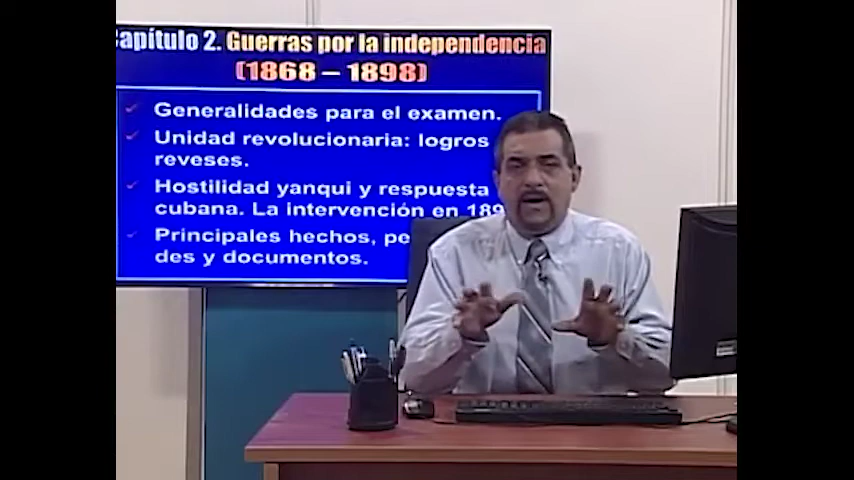 Capítulo 2. Guerras por la independencia
(1868 – 1898)
Generalidades para el examen.
Unidad revolucionaria: logros
reveses.
Hostilidad yanqui y respuesta
cubana. La intervención en 189
Principales hechos, pe
des y documentos.